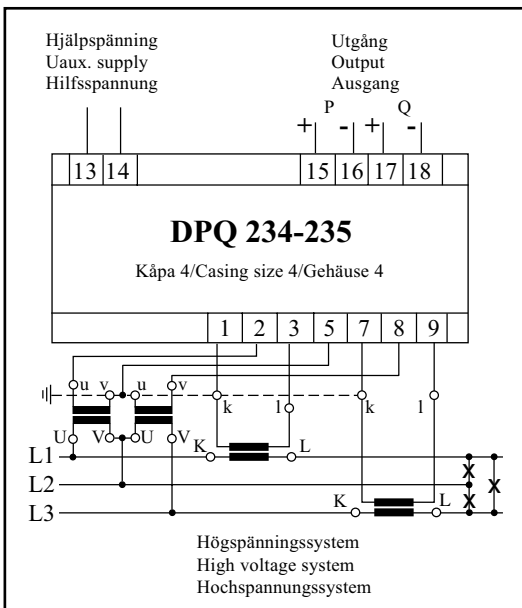 Hjälpspänning
Uaux. supply
Hilfsspannung
Utgång
Output
Ausgang
P Q
+ - + -
13 14 15 16 17 18
DPQ 234-235
Kåpa 4/Casing size 4/Gehäuse 4
1 2 3 5 7 8 9
u v u v
k l k l
U V U V K L
L1
L2
K L
L3
Högspänningssystem
High voltage system
Hochspannungssystem